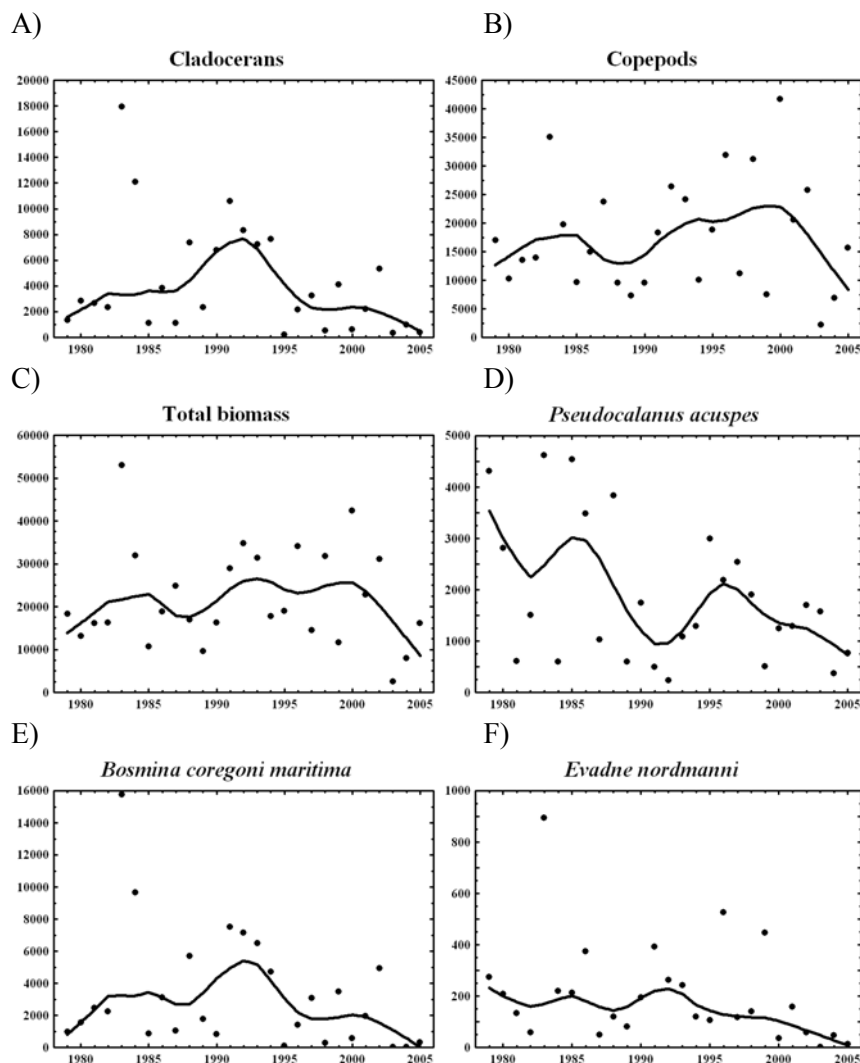 A)
B)
Cladocerans
Copepods
20000
18000
16000
14000
12000
10000
8000
6000
4000
2000
0
1980 1985 1990 1995 2000 2005
45000
40000
35000
30000
25000
20000
15000
10000
5000
0
1980 1985 1990 1995 2000 2005
C)
D)
Total biomass
Pseudocalanus acuspes
60000
50000
40000
30000
20000
10000
0
1980 1985 1990 1995 2000 2005
5000
4000
3000
2000
1000
0
1980 1985 1990 1995 2000 2005
E)
F)
Bosmina coregoni maritima
Evadne nordmanni
16000
14000
12000
10000
8000
6000
4000
2000
0
1980 1985 1990 1995 2000 2005
1000
800
600
400
200
0
1980 1985 1990 1995 2000 2005